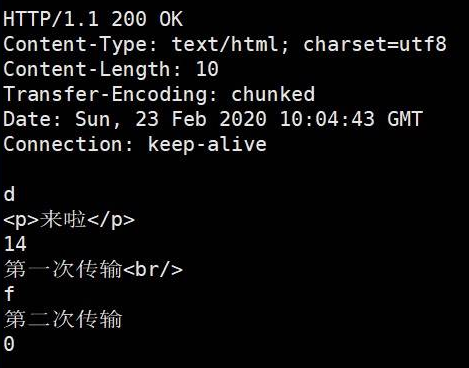 HTTP/1.1 200 OK
Content-Type: text/html; charset=utf8
Content-Length: 10
Transfer-Encoding: chunked
Date: Sun, 23 Feb 2020 10:04:43 GMT
Connection: keep-alive
d
<p>来啦</p>
14
第一次传输<br/>
f
第二次传输
0